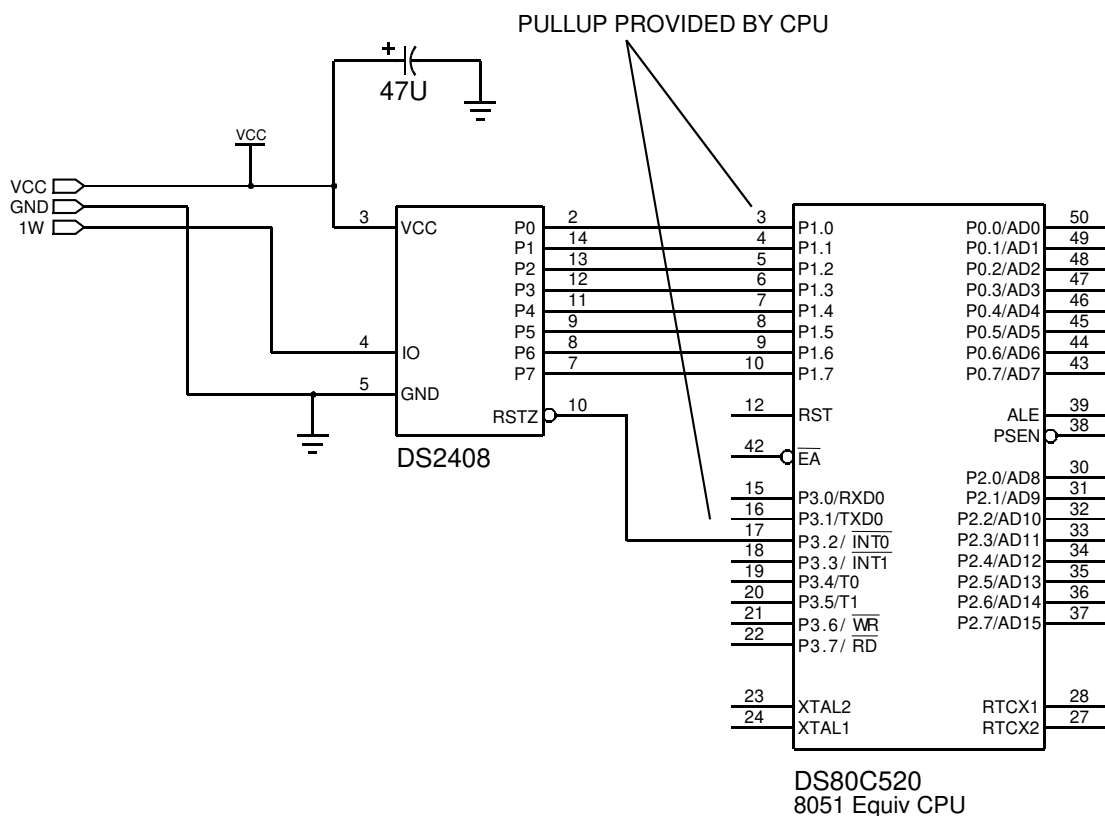 PULLUP PROVIDED BY CPU
+
47U
VCC
VCC
GND
1W
3
VCC
4
IO
5
GND
P0
2
P1
14
P2
13
P3
12
P4
11
P5
9
P6
8
P7
7
RSTZ
10
DS2408
3
P1.0
4
P1.1
5
P1.2
6
P1.3
7
P1.4
8
P1.5
9
P1.6
10
P1.7
12
RST
42
EA
15
P3.0/RXD0
16
P3.1/TXD0
17
P3.2/ INT0
18
P3.3/ INT1
19
P3.4/T0
20
P3.5/T1
21
P3.6/ WR
22
P3.7/ RD
23
XTAL2
24
XTAL1
P0.0/AD0
50
P0.1/AD1
49
P0.2/AD2
48
P0.3/AD3
47
P0.4/AD4
46
P0.5/AD5
45
P0.6/AD6
44
P0.7/AD7
43
ALE
39
PSEN
38
P2.0/AD8
30
P2.1/AD9
31
P2.2/AD10
32
P2.3/AD11
33
P2.4/AD12
34
P2.5/AD13
35
P2.6/AD14
36
P2.7/AD15
37
RTCX1
28
RTCX2
27
DS80C520
8051 Equiv CPU